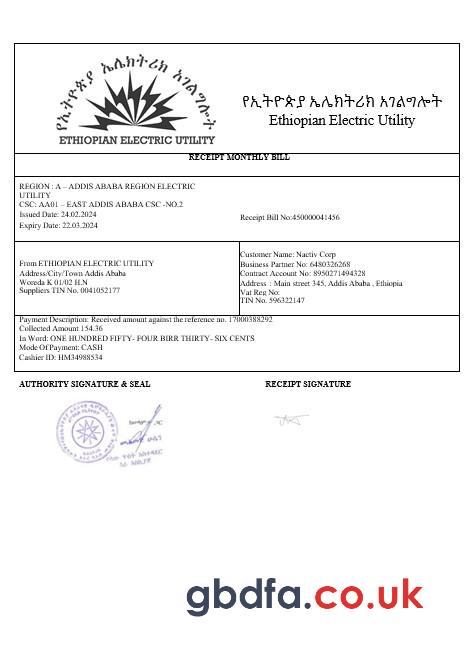 የኢትዮጵያ ኤሌክትሪክ አገልግሎት
ETHIOPIAN ELECTRIC UTILITY
የኢትዮጵያ ኤሌክትሪክ አገልግሎት
Ethiopian Electric Utility
RECEIPT MONTHLY BILL
REGION : A – ADDIS ABABA REGION ELECTRIC
UTILITY
CSC: AA01 – EAST ADDIS ABABA CSC -NO.2
Issued Date: 24.02.2024
Expiry Date: 22.03.2024
Receipt Bill No:450000041456
From ETHIOPIAN ELECTRIC UTILITY
Address/City/Town Addis Ababa
Woreda K 01/02 H.N
Suppliers TIN No. 0041052177
Customer Name: Nactiv Corp
Business Partner No: 6480326268
Contract Account No: 8950271494328
Address : Main street 345, Addis Ababa , Ethiopia
Vat Reg No:
TIN No. 596322147
Payment Description: Received amount against the reference no. 17000388292
Collected Amount 154.36
In Word: ONE HUNDRED FIFTY- FOUR BIRR THIRTY- SIX CENTS
Mode Of Payment: CASH
Cashier ID: HM34988534
AUTHORITY SIGNATURE & SEAL
RECEIPT SIGNATURE
gbdfa.co.uk